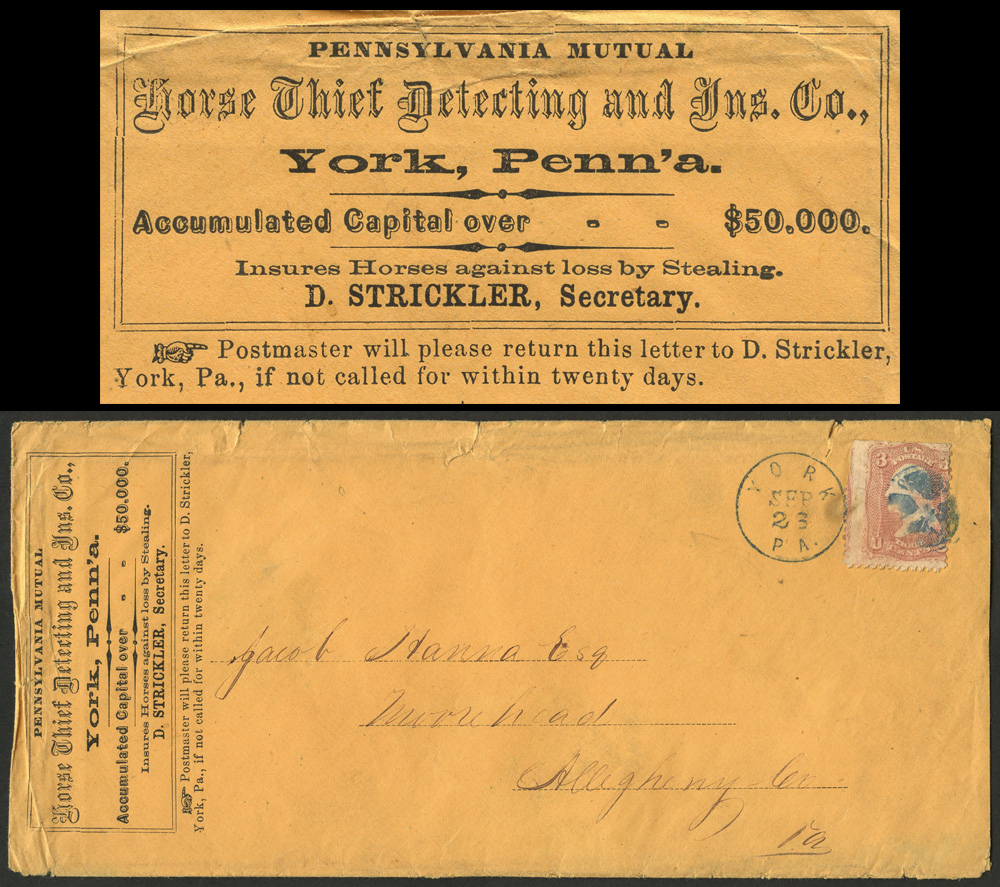 PENNSYLVANIA MUTUAL
Horse Thief Detecting and Ins. Co.,
York, Penn'a.
Accumulated Capital over - - $50.000.
Insures Horses against loss by Stealing.
D. STRICKLER, Secretary.
Postmaster will please return this letter to D. Strickler,
York, Pa., if not called for within twenty days.
PENNSYLVANIA MUTUAL
Horse Thief Detecting and Ins. Co.,
York, Penn'a.
Accumulated Capital over - - $50.000.
Insures Horses against loss by Stealing.
D. STRICKLER, Secretary.
Postmaster will please return this letter to D. Strickler,
York, Pa., if not called for within twenty days.
YORK
SEP
23
PA.
3 U.S. 3
POSTAGE
U
Jacob Hanna Esq
Moorhead
Allegheny Co
Pa